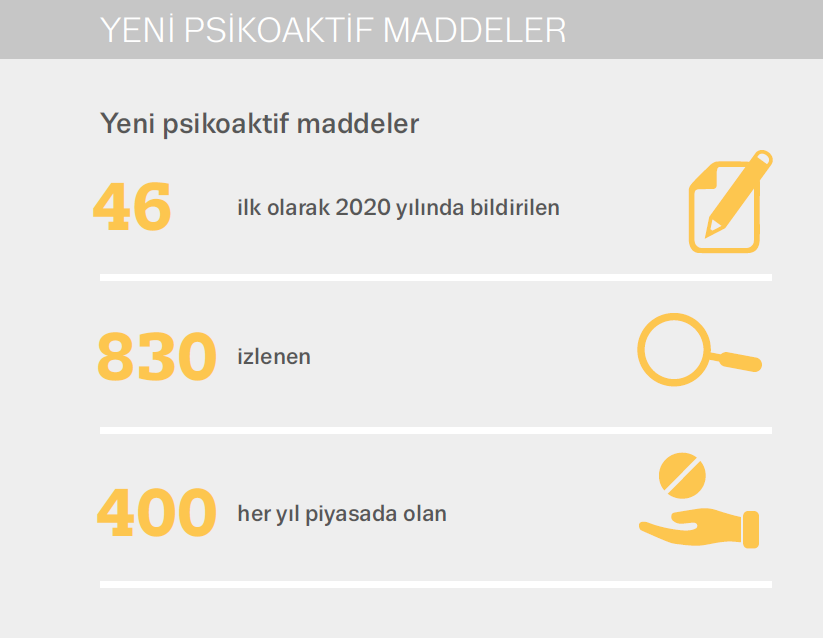 YENİ PSİKOAKTİF MADDELER
Yeni psikoaktif maddeler
46 ilk olarak 2020 yılında bildirilen
830 izlenen
400 her yıl piyasada olan